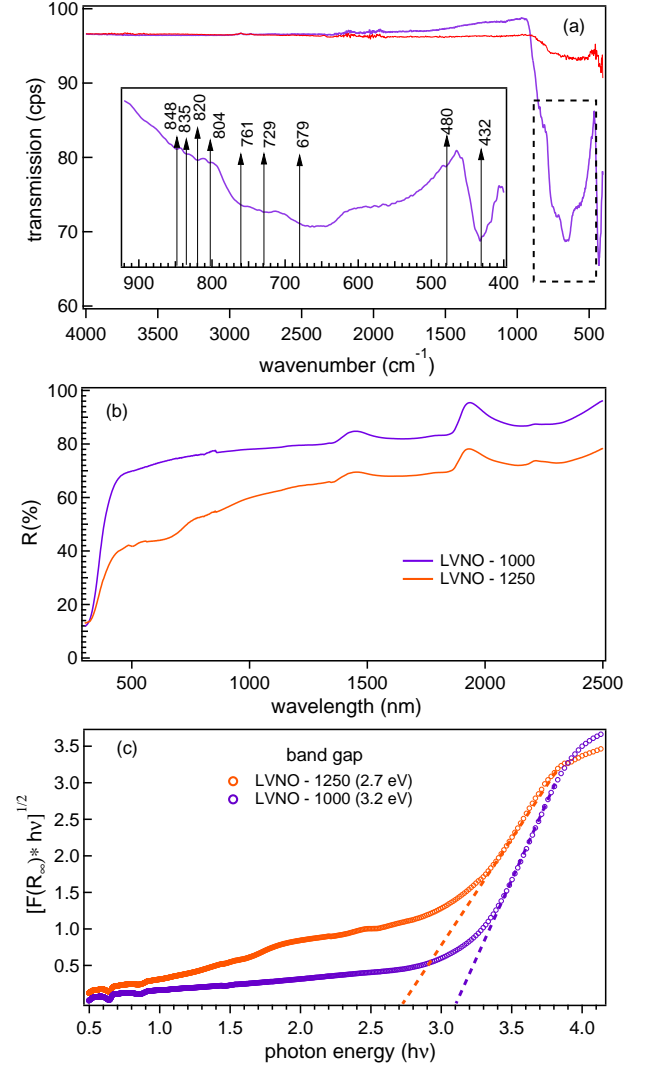 100
(a)
90
80
70
60
transmission (cps)
848
835
820
804
761
729
679
480
432
900 800 700 600 500 400
4000 3500 3000 2500 2000 1500 1000 500
wavenumber (cm⁻¹)
100
(b)
80
60
40
20
0
R(%)
LVNO - 1000
LVNO - 1250
500 1000 1500 2000 2500
wavelength (nm)
(c)
band gap
LVNO - 1250 (2.7 eV)
LVNO - 1000 (3.2 eV)
3.5
3.0
2.5
2.0
1.5
1.0
0.5
[F(R∞)* hν]^1/2
0.5 1.0 1.5 2.0 2.5 3.0 3.5 4.0
photon energy (hν)